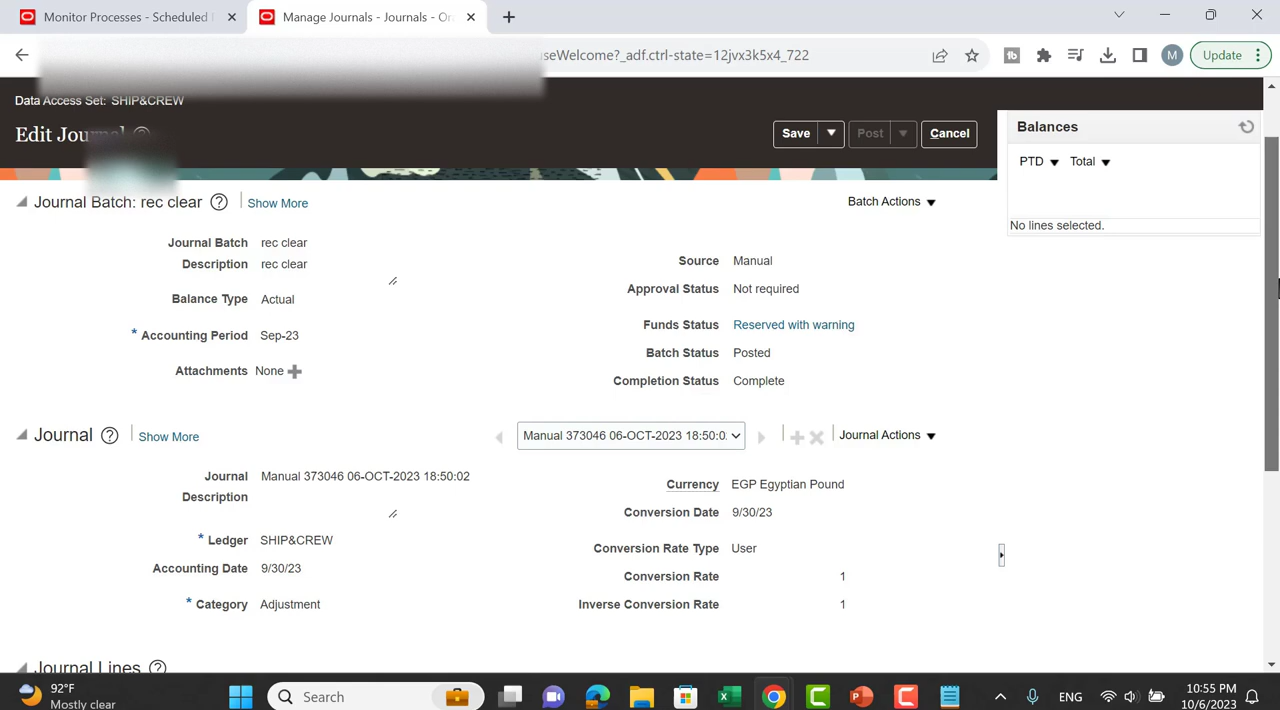 Monitor Processes - Scheduled
Manage Journals - Journals - Or
useWelcome?_adf.ctrl-state=12jvx3k5x4_722
M
Update
Data Access Set: SHIP&CREW
Edit Journal
Save
Post
Cancel
Balances
PTD
Total
No lines selected.
Journal Batch: rec clear
Show More
Batch Actions
Journal Batch rec clear
Description rec clear
Balance Type Actual
* Accounting Period Sep-23
Attachments None
Source Manual
Approval Status Not required
Funds Status Reserved with warning
Batch Status Posted
Completion Status Complete
Journal
Show More
Manual 373046 06-OCT-2023 18:50:0
Journal Actions
Journal Manual 373046 06-OCT-2023 18:50:02
Description
* Ledger SHIP&CREW
Accounting Date 9/30/23
* Category Adjustment
Currency EGP Egyptian Pound
Conversion Date 9/30/23
Conversion Rate Type User
Conversion Rate 1
Inverse Conversion Rate 1
Journal Lines
92°F
Mostly clear
Search
ENG
10:55 PM
10/6/2023